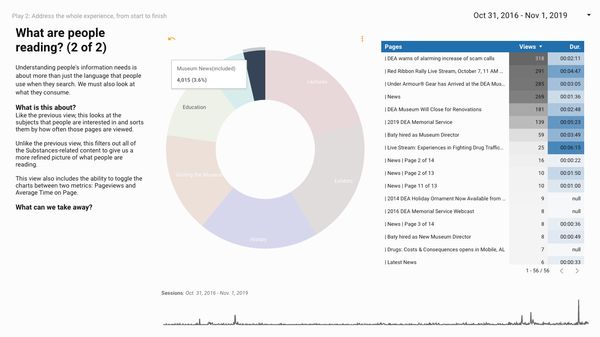 Play 2: Address the whole experience, from start to finish
Oct 31, 2016 - Nov 1, 2019
What are people
reading? (2 of 2)
Understanding people's information needs is
about more than just the language that people
use when they search. We must also look at
what they consume.
What is this about?
Like the previous view; this looks at the
subjects that people are interested in and sorts
them by how often those pages are viewed.
Unlike the previous view, this filters out all of
the Substances-related content to give us a
more refined picture of what people are
reading.
This view also includes the ability to toggle the
charts between two metrics: Pageviews and
Average Time on Page.
What can we take away?
Museum News(included)
4,015 (3.6%)
Lectures
Education
Visiting the Museum
Exhibits
History
Pages Views Dur.
| DEA warns of alarming increase of scam calls 318 00:02:11
| Red Ribbon Rally Live Stream, October 7, 11 AM ... 291 00:04:47
| Under Armour® Gear has Arrived at the DEA Mus... 285 00:03:05
| News 269 00:01:36
| DEA Museum Will Close for Renovations 181 00:02:48
| 2019 DEA Memorial Service 139 00:05:23
| Baty hired as Museum Director 59 00:03:49
| Live Stream: Experiences in Fighting Drug Traffic... 25 00:06:15
News | Page 2 of 14 16 00:00:22
News | Page 2 of 13 10 00:01:50
News | Page 11 of 13 10 00:01:00
| 2014 DEA Holiday Ornament Now Available from ... 9 null
| 2016 DEA Memorial Service Webcast 8 null
News | Page 3 of 14 8 00:00:36
| Baty hired as New Museum Director 8 00:00:49
| Drugs: Costs & Consequences opens in Mobile, AL 7 null
| Latest News 6 00:00:33
1 - 56 / 56
Sessions: Oct 31, 2016 - Nov 1, 2019